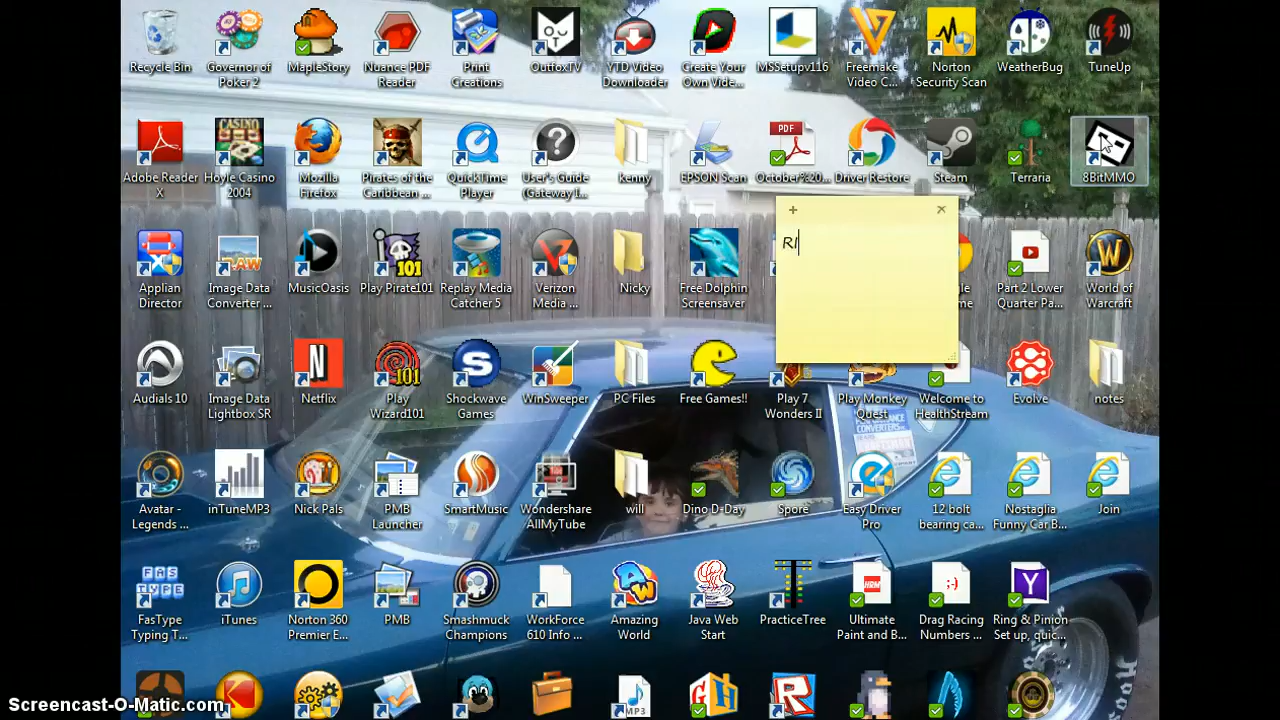 Recycle Bin
Governor of Poker 2
MapleStory
Nuance PDF Reader
Print Creations
OutfoxTV
YTD Video Downloader
Create Your Own Vide...
MSSetupv116
Freemake Video C...
Norton Security Scan
WeatherBug
TuneUp
Adobe Reader X
Hoyle Casino 2004
Mozilla Firefox
Pirates of the Caribbean ...
QuickTime Player
User's Guide (Gateway I...
kenny
EPSON Scan
PDF
October%20...
Driver Restore
Steam
Terraria
8BitMMO
RI
Applian Director
Image Data Converter ...
MusicOasis
Play Pirate101
Replay Media Catcher 5
Verizon Media ...
Nicky
Free Dolphin Screensaver
Part 2 Lower Quarter Pa...
World of Warcraft
Audials 10
Image Data Lightbox SR
Netflix
Play Wizard101
Shockwave Games
WinSweeper
PC Files
Free Games!!
Play 7 Wonders II
Play Monkey Quest
Welcome to HealthStream
Evolve
notes
Avatar - Legends ...
inTuneMP3
Nick Pals
PMB Launcher
SmartMusic
Wondershare AllMyTube
will
Dino D-Day
Spore
Easy Driver Pro
12 bolt bearing ca...
Nostaglia Funny Car B...
Join
FasType Typing T...
iTunes
Norton 360 Premier E...
PMB
Smashmuck Champions
WorkForce 610 Info ...
Amazing World
Java Web Start
PracticeTree
Ultimate Paint and B...
Drag Racing Numbers ...
Ring & Pinion Set up, quic...
MP3
Screencast-O-Matic.com